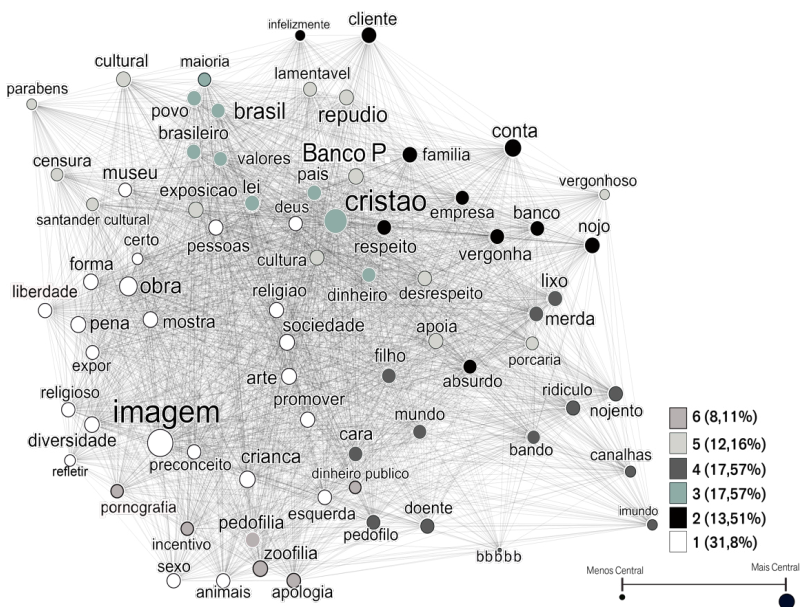 infelizmente
cliente
cultural
maioria
lamentavel
parabens
povo
brasil
repudio
brasileiro
conta
valores
Banco P
familia
censura
museu
pais
vergonhoso
exposicao
lei
cristao
santander cultural
deus
empresa
banco
nojo
pessoas
respeito
vergonha
certo
cultura
forma
obra
religiao
dinheiro
desrespeito
lixo
liberdade
pena
mostra
sociedade
apoia
merda
expor
filho
porcaria
arte
absurdo
religioso
promover
ridiculo
nojento
imagem
mundo
diversidade
cara
bando
canalhas
refletir
preconceito
crianca
dinheiro publico
pornografia
esquerda
doente
imundo
incentivo
pedofilia
pedofilo
zoofilia
bbbbb
sexo
animais
apologia
6 (8,11%)
5 (12,16%)
4 (17,57%)
3 (17,57%)
2 (13,51%)
1 (31,8%)
Menos Central
Mais Central